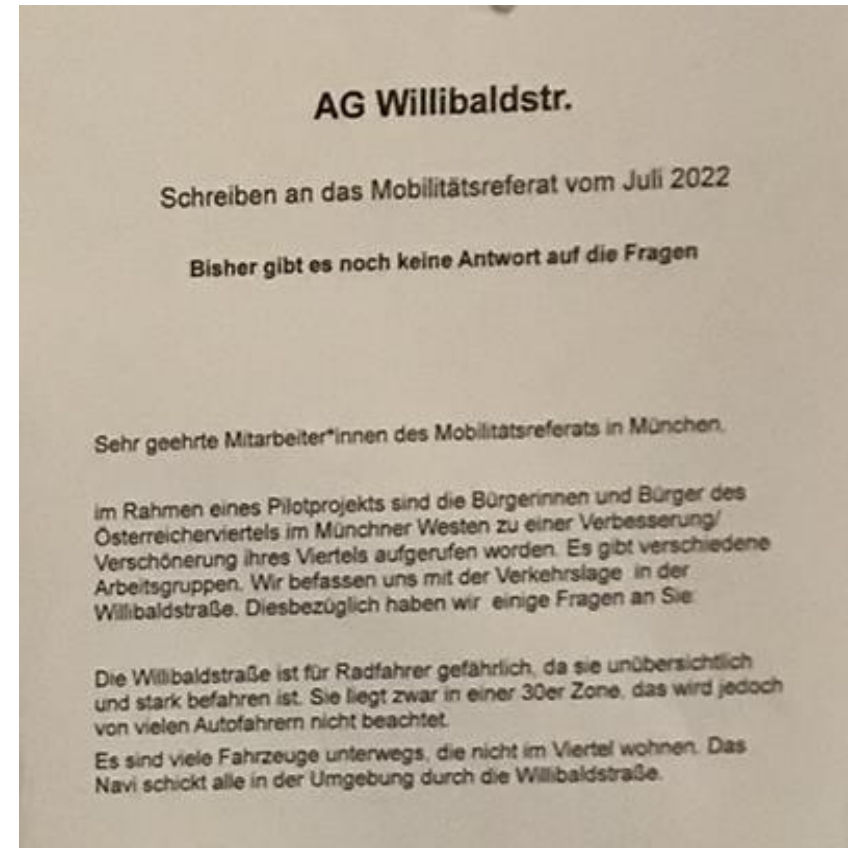 AG Willibaldstr.
Schreiben an das Mobilitätsreferat vom Juli 2022
Bisher gibt es noch keine Antwort auf die Fragen
Sehr geehrte Mitarbeiter*innen des Mobilitätsreferats in München,
im Rahmen eines Pilotprojekts sind die Bürgerinnen und Bürger des
Österreicherviertels im Münchner Westen zu einer Verbesserung/
Verschönerung ihres Viertels aufgerufen worden. Es gibt verschiedene
Arbeitsgruppen. Wir befassen uns mit der Verkehrslage in der
Willibaldstraße. Diesbezüglich haben wir einige Fragen an Sie:
Die Willibaldstraße ist für Radfahrer gefährlich, da sie unübersichtlich
und stark befahren ist. Sie liegt zwar in einer 30er Zone, das wird jedoch
von vielen Autofahrern nicht beachtet.
Es sind viele Fahrzeuge unterwegs, die nicht im Viertel wohnen. Das
Navi schickt alle in der Umgebung durch die Willibaldstraße.